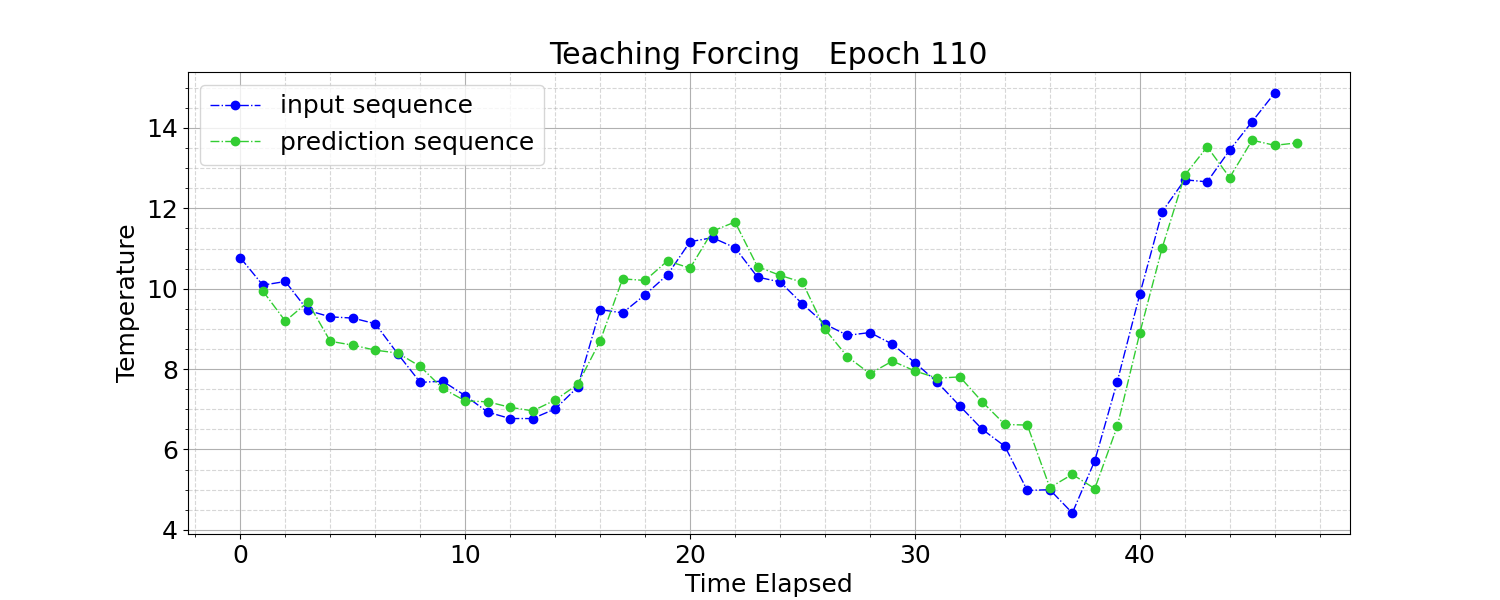 Teaching Forcing   Epoch 110
input sequence
prediction sequence
14
12
10
8
6
4
Temperature
0 10 20 30 40
Time Elapsed